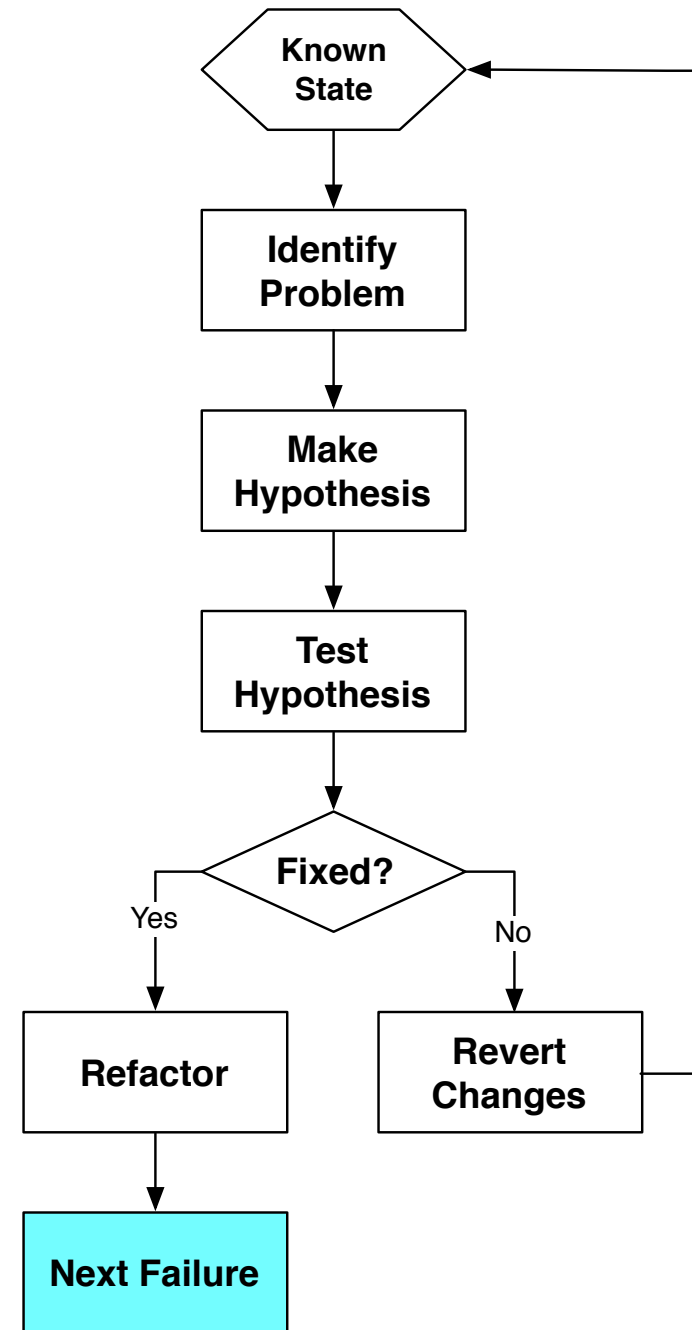 Known
State
Identify
Problem
Make
Hypothesis
Test
Hypothesis
Fixed?
Yes
No
Refactor
Revert
Changes
Next Failure